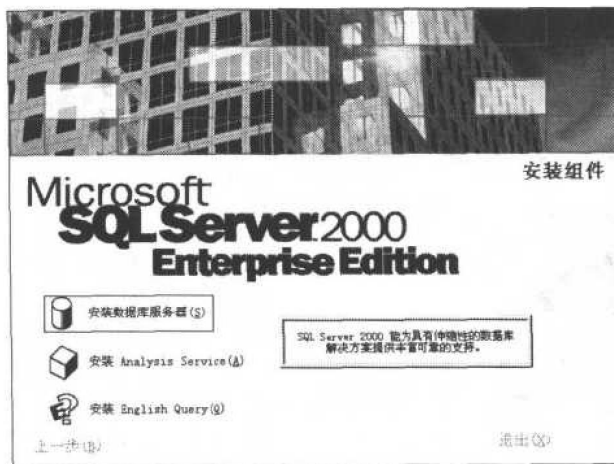 安装组件
Microsoft
SQL Server 2000
Enterprise Edition
安装数据库服务器(S)
SQL Server 2000 能为具有伸缩性的数据库
解决方案提供丰富可靠的支持。
安装 Analysis Service(A)
安装 English Query(Q)
上一步(B)
退出(X)